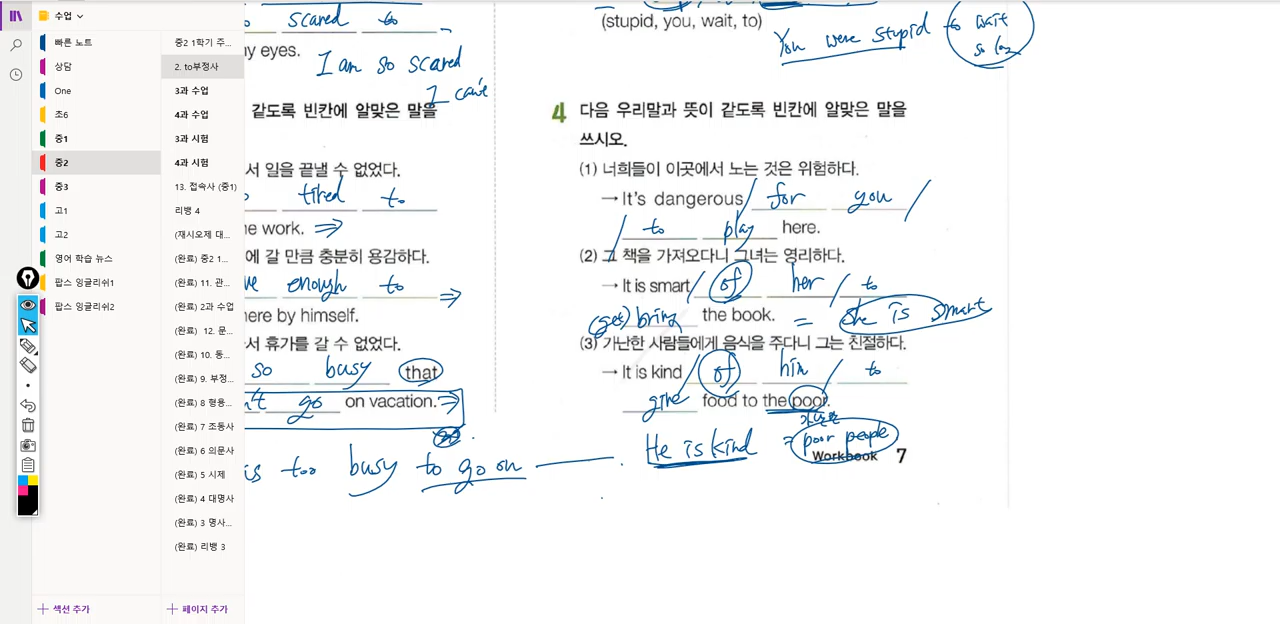 수업
빠른 노트
상담
One
초6
중1
중2
중3
고1
고2
영어 학습 뉴스
팝스 잉글리쉬1
팝스 잉글리쉬2
섹션 추가
중2 1학기 주...
2. to부정사
3과 수업
4과 수업
3과 시험
4과 시험
13. 접속사 (중1)
리뱅 4
(재시오제 대...
(완료) 중2 1...
(완료) 11. 관...
(완료) 2과 수업
(완료) 12. 문...
(완료) 10. 동...
(완료) 9. 부정...
(완료) 8 형용...
(완료) 7 조동사
(완료) 6 의문사
(완료) 5 시제
(완료) 4 대명사
(완료) 3 명사...
(완료) 리뱅 3
페이지 추가
scared to
y eyes.
I am so scared
I can't
같도록 빈칸에 알맞은 말을
서 일을 끝낼 수 없었다.
tired to
e work. ⇒
에 갈 만큼 충분히 용감하다.
enough to
ere by himself. ⇒
서 휴가를 갈 수 없었다.
so busy that
't go on vacation. ⇒
is too busy to go on
(stupid, you, wait, to)
You were stupid to wait
so long
4 다음 우리말과 뜻이 같도록 빈칸에 알맞은 말을
쓰시오.
(1) 너희들이 이곳에서 노는 것은 위험하다.
→ It's dangerous / for you /
/ to play here.
(2) 그 책을 가져오다니 그녀는 영리하다.
→ It is smart / of her / to
(get) bring the book. = she is smart
(3) 가난한 사람들에게 음식을 주다니 그는 친절하다.
→ It is kind / of him / to
give food to the poor.
He is kind = poor people
Workbook 7